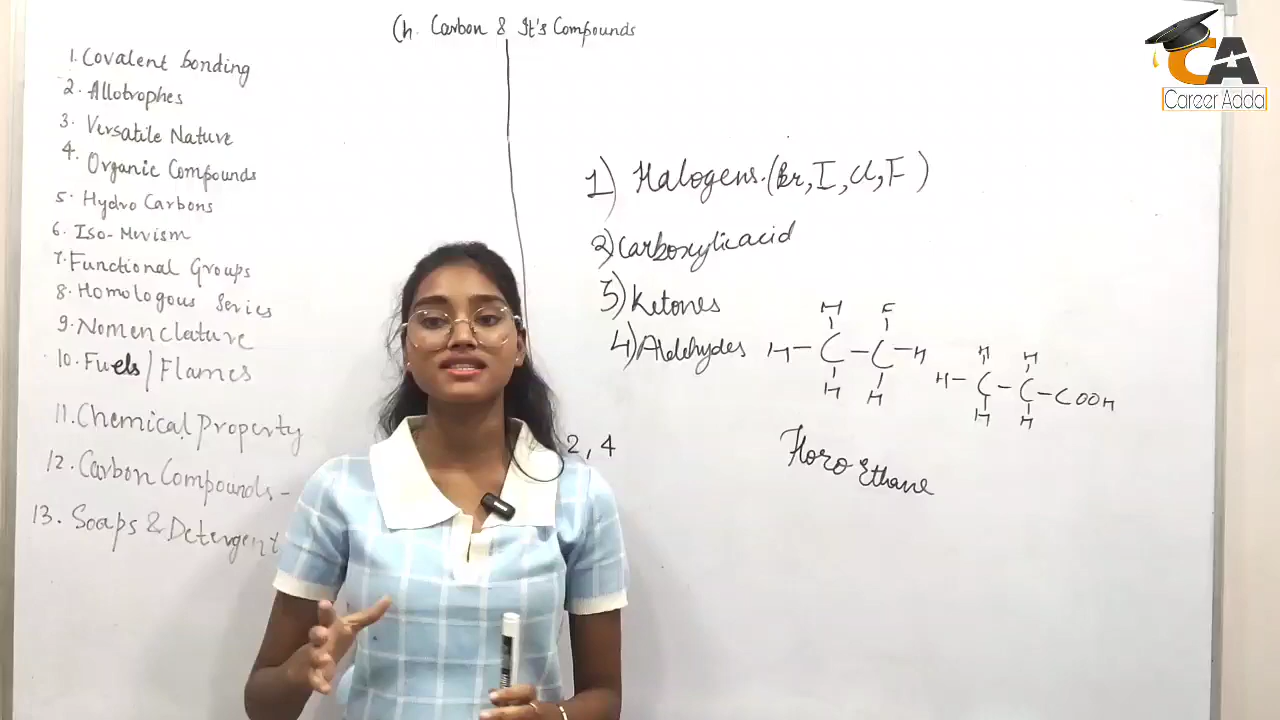 Ch. Carbon & It's Compounds
1. Covalent bonding
2. Allotrophes
3. Versatile Nature
4. Organic Compounds
5. Hydro Carbons
6. Iso-Merism
7. Functional Groups
8. Homologous Series
9. Nomenclature
10. Fuels / Flames
11. Chemical Property
12. Carbon Compounds -
13. Soaps & Detergent
1) Halogens. (Br, I, Cl, F)
2) Carboxylic acid
3) Ketones
4) Aldehydes
H F
H - C - C - H
H H
H H
H - C - C - COOH
H H
Floro Ethane
2, 4
CA
Career Adda